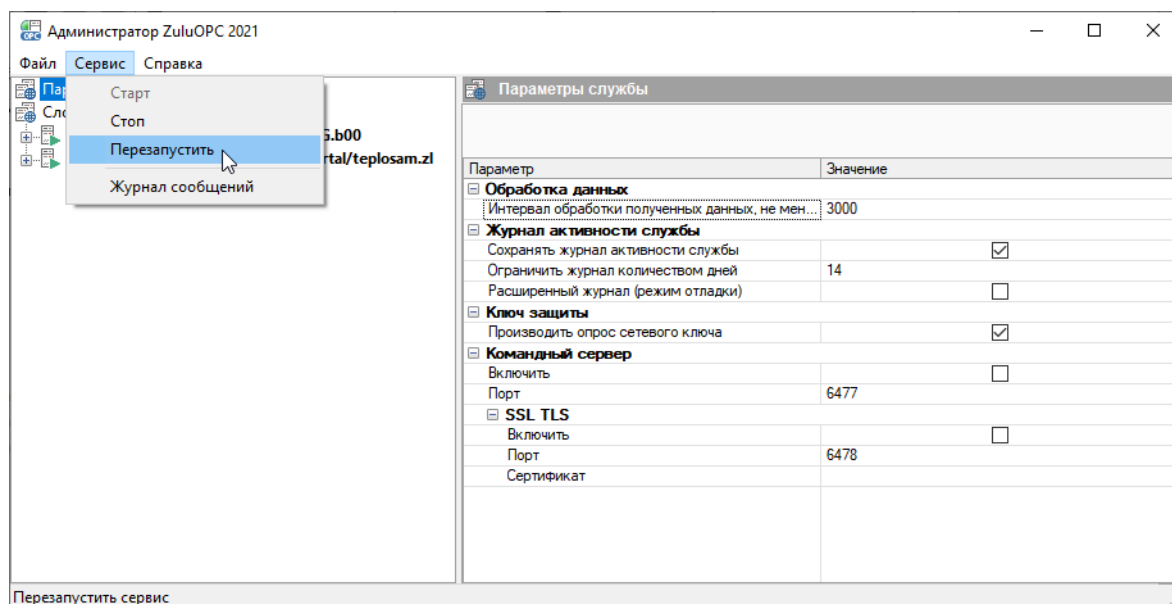 Администратор ZuluOPC 2021
Файл Сервис Справка
Старт
Стоп
Перезапустить
Журнал сообщений
.b00
rtal/teplosam.zl
Параметры службы
Параметр Значение
Обработка данных
Интервал обработки полученных данных, не мен... 3000
Журнал активности службы
Сохранять журнал активности службы
Ограничить журнал количеством дней 14
Расширенный журнал (режим отладки)
Ключ защиты
Производить опрос сетевого ключа
Командный сервер
Включить
Порт 6477
SSL TLS
Включить
Порт 6478
Сертификат
Перезапустить сервис